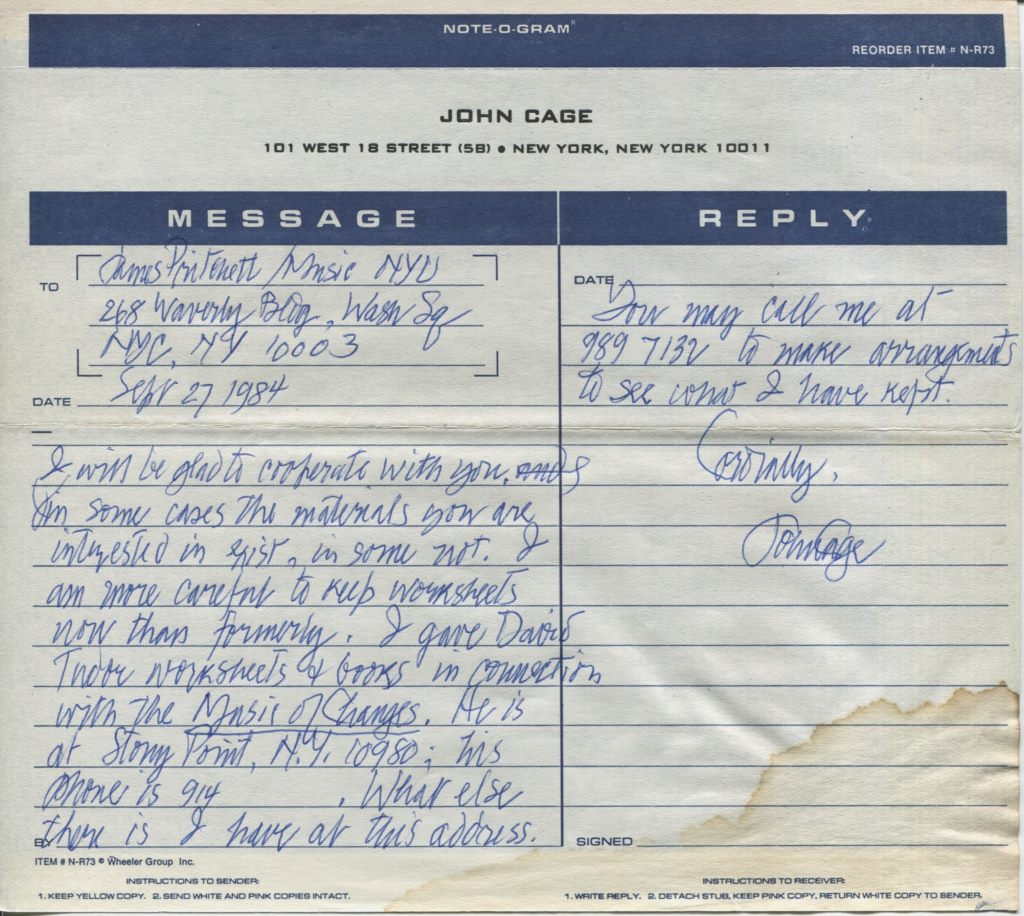 NOTE-O-GRAM
REORDER ITEM # N-R73
JOHN CAGE
101 WEST 18 STREET (5B) • NEW YORK, NEW YORK 10011
MESSAGE
TO
James Pritchett / Music NYU
268 Waverly Bldg, Wash Sq
NYC, NY 10003
DATE Sept 27 1984
I will be glad to cooperate with you, and
in some cases the materials you are
interested in exist, in some not. I
am more careful to keep worksheets
now than formerly. I gave David
Tudor worksheets & books in connection
with the Music of Changes. He is
at Stony Point, N.Y. 10980; his
phone is 914 . What else
there is I have at this address.
BY
ITEM # N-R73 © Wheeler Group Inc.
INSTRUCTIONS TO SENDER:
1. KEEP YELLOW COPY. 2. SEND WHITE AND PINK COPIES INTACT.
REPLY
DATE
You may call me at
989 7132 to make arrangements
to see what I have kept.
Cordially,
John Cage
SIGNED
INSTRUCTIONS TO RECEIVER:
1. WRITE REPLY. 2. DETACH STUB, KEEP PINK COPY, RETURN WHITE COPY TO SENDER.